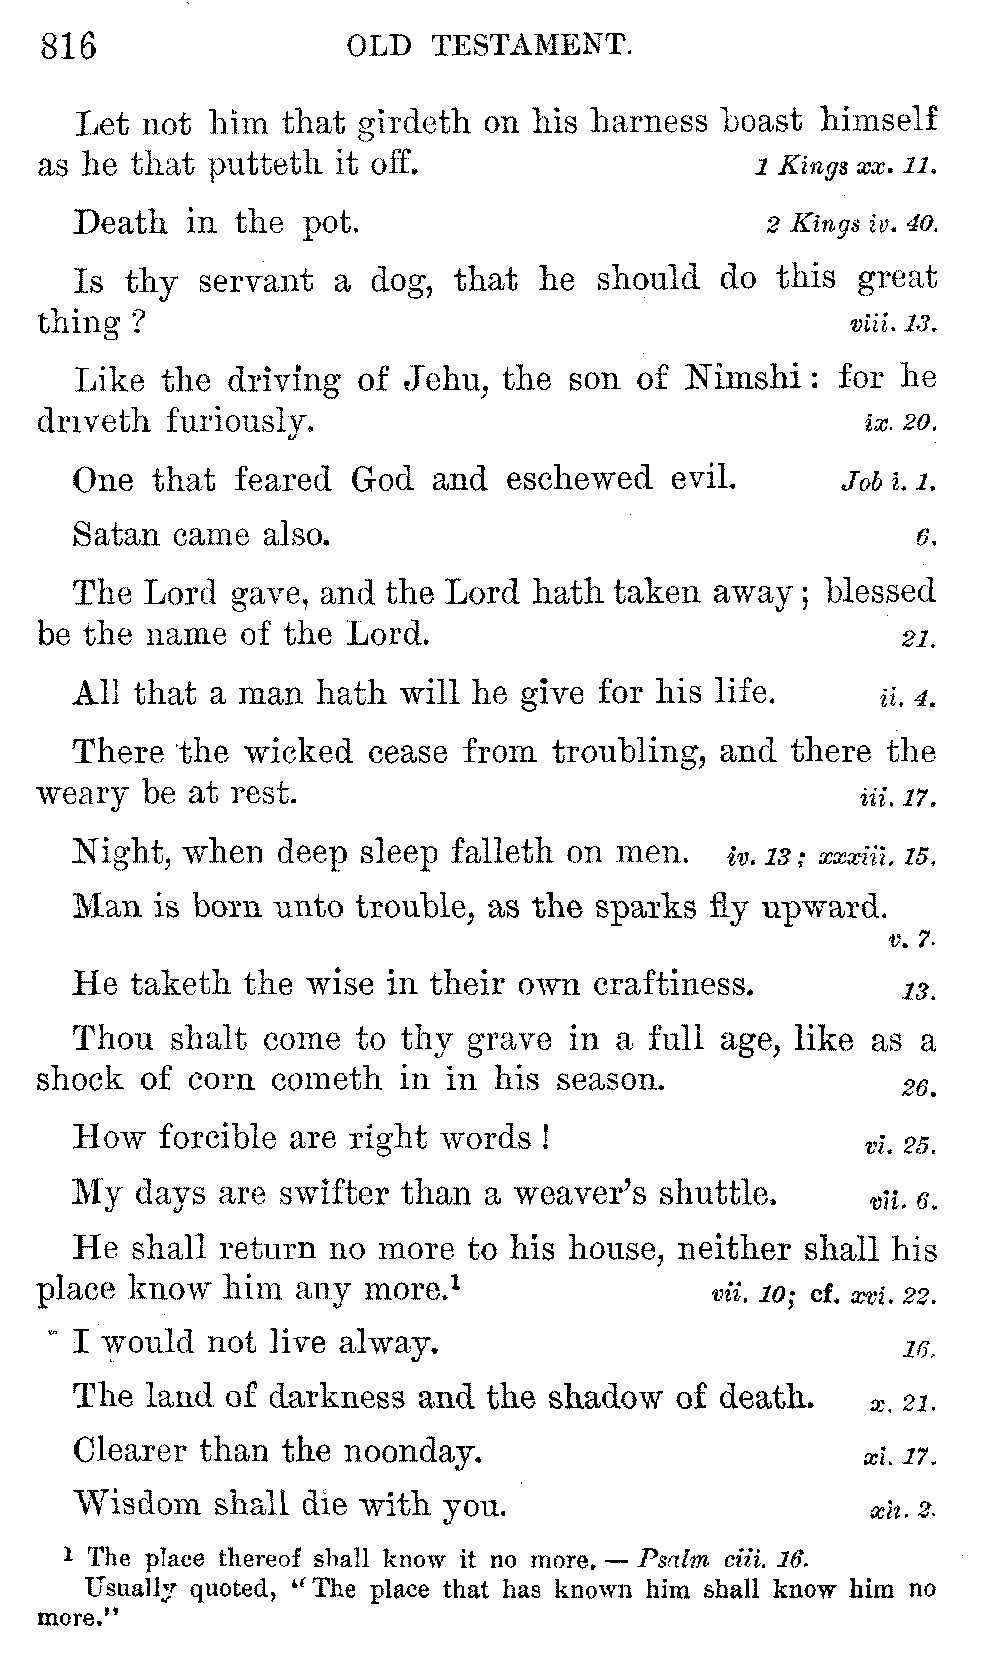 816 OLD TESTAMENT.
Let not him that girdeth on his harness boast himself
as he that putteth it off. 1 Kings xx. 11.
Death in the pot. 2 Kings iv. 40.
Is thy servant a dog, that he should do this great
thing ? viii. 13.
Like the driving of Jehu, the son of Nimshi : for he
driveth furiously. ix. 20.
One that feared God and eschewed evil. Job i. 1.
Satan came also. 6.
The Lord gave, and the Lord hath taken away ; blessed
be the name of the Lord. 21.
All that a man hath will he give for his life. ii. 4.
There the wicked cease from troubling, and there the
weary be at rest. iii. 17.
Night, when deep sleep falleth on men. iv. 13 ; xxxiii. 15.
Man is born unto trouble, as the sparks fly upward.
v. 7.
He taketh the wise in their own craftiness. 13.
Thou shalt come to thy grave in a full age, like as a
shock of corn cometh in in his season. 26.
How forcible are right words ! vi. 25.
My days are swifter than a weaver's shuttle. vii. 6.
He shall return no more to his house, neither shall his
place know him any more.¹ vii. 10; cf. xvi. 22.
I would not live alway. 16.
The land of darkness and the shadow of death. x. 21.
Clearer than the noonday. xi. 17.
Wisdom shall die with you. xii. 2.
¹ The place thereof shall know it no more. — Psalm ciii. 16.
Usually quoted, "The place that has known him shall know him no
more."